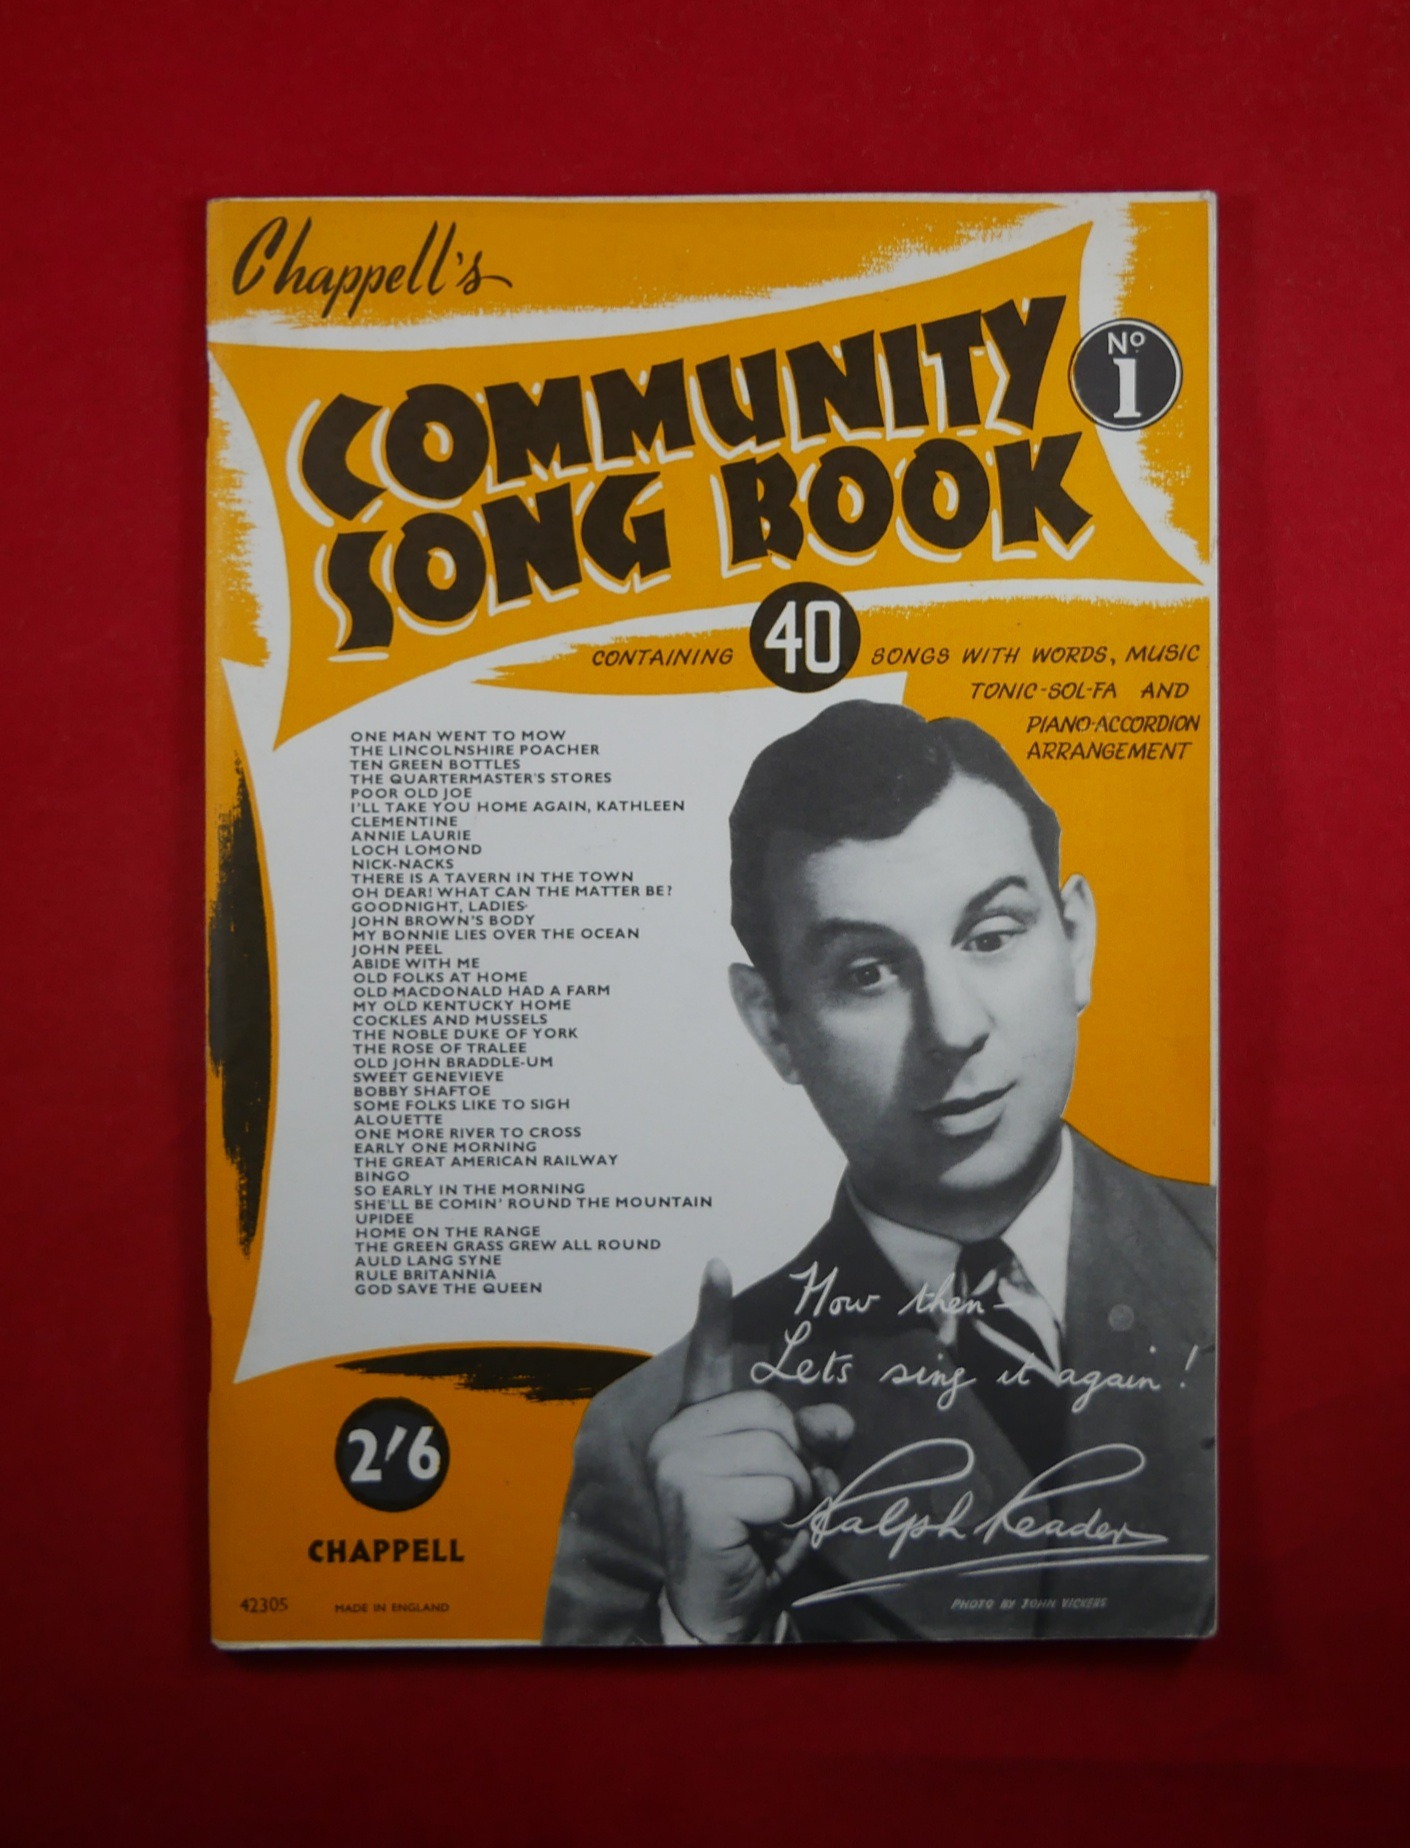 Chappell's
COMMUNITY
SONG BOOK
No
1
CONTAINING 40 SONGS WITH WORDS, MUSIC
TONIC-SOL-FA AND
PIANO-ACCORDION
ARRANGEMENT
ONE MAN WENT TO MOW
THE LINCOLNSHIRE POACHER
TEN GREEN BOTTLES
THE QUARTERMASTER'S STORES
POOR OLD JOE
I'LL TAKE YOU HOME AGAIN, KATHLEEN
CLEMENTINE
ANNIE LAURIE
LOCH LOMOND
NICK-NACKS
THERE IS A TAVERN IN THE TOWN
OH DEAR! WHAT CAN THE MATTER BE?
GOODNIGHT, LADIES
JOHN BROWN'S BODY
MY BONNIE LIES OVER THE OCEAN
JOHN PEEL
ABIDE WITH ME
OLD FOLKS AT HOME
OLD MACDONALD HAD A FARM
MY OLD KENTUCKY HOME
COCKLES AND MUSSELS
THE NOBLE DUKE OF YORK
THE ROSE OF TRALEE
OLD JOHN BRADDLE-UM
SWEET GENEVIEVE
BOBBY SHAFTOE
SOME FOLKS LIKE TO SIGH
ALOUETTE
ONE MORE RIVER TO CROSS
EARLY ONE MORNING
THE GREAT AMERICAN RAILWAY
BINGO
SO EARLY IN THE MORNING
SHE'LL BE COMIN' ROUND THE MOUNTAIN
UPIDEE
HOME ON THE RANGE
THE GREEN GRASS GREW ALL ROUND
AULD LANG SYNE
RULE BRITANNIA
GOD SAVE THE QUEEN
Now then-
Lets sing it again!
Ralph Reader
2'/6
CHAPPELL
42305 MADE IN ENGLAND
PHOTO BY JOHN VICKERS